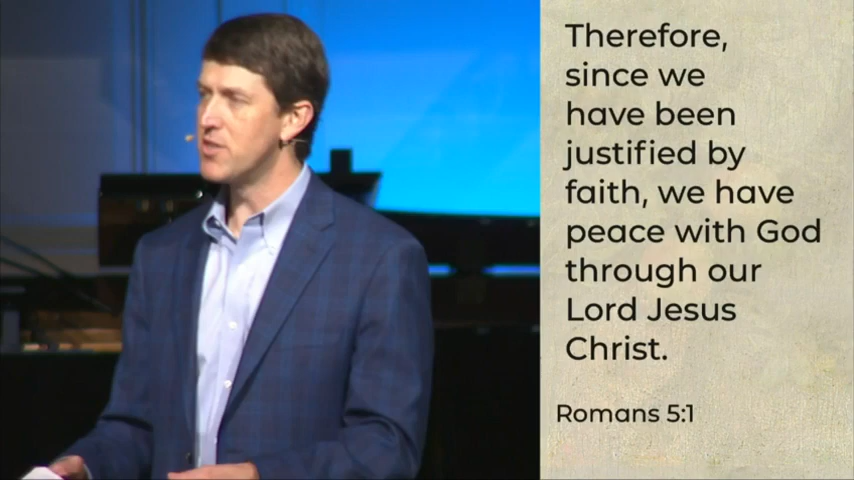 Therefore,
since we
have been
justified by
faith, we have
peace with God
through our
Lord Jesus
Christ.
Romans 5:1